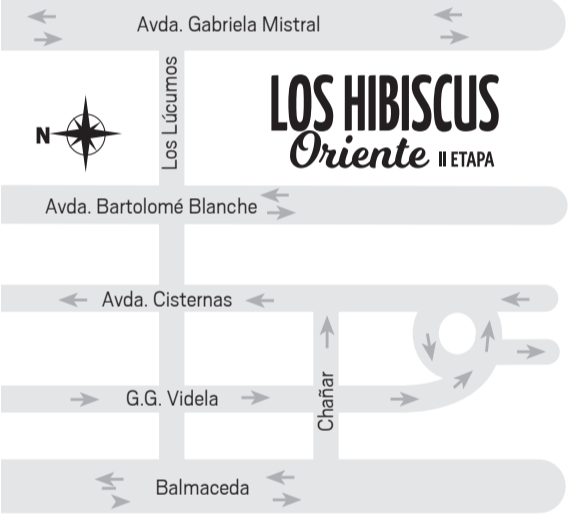 Avda. Gabriela Mistral
Los Lúcumos
LOS HIBISCUS
Oriente II ETAPA
N
Avda. Bartolomé Blanche
Avda. Cisternas
G.G. Videla
Chañar
Balmaceda